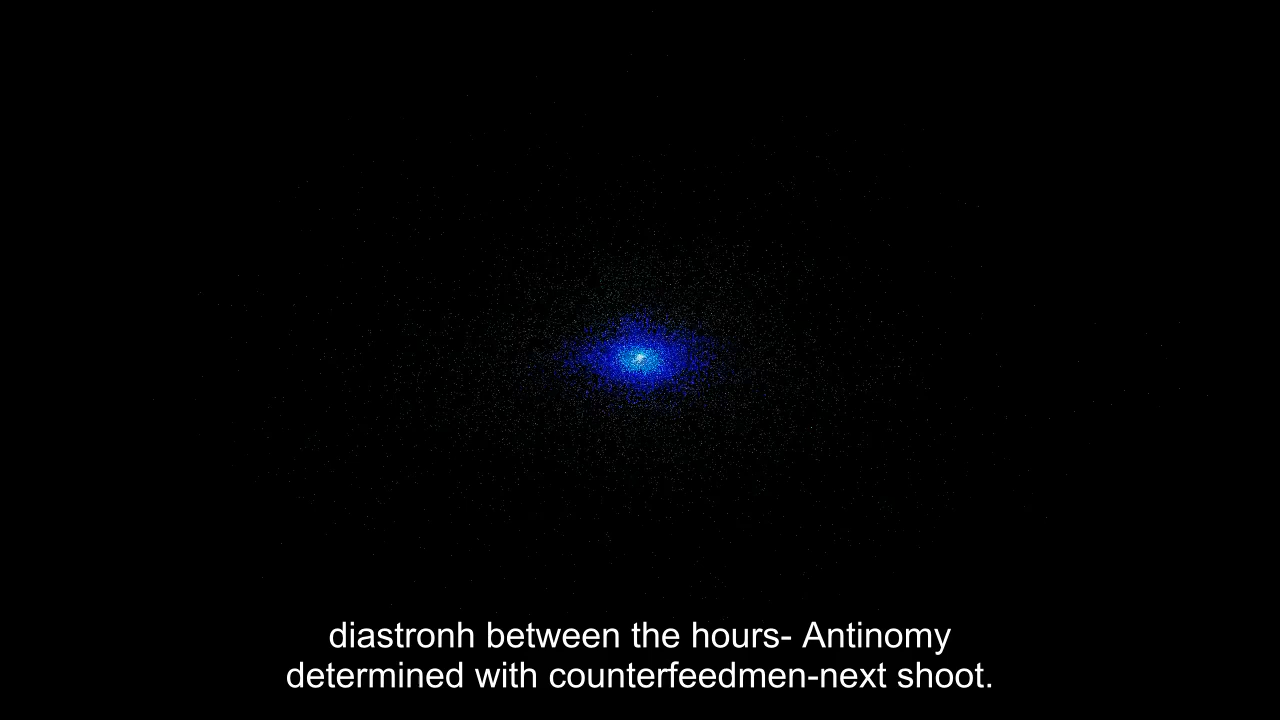 diastronh between the hours- Antinomy
determined with counterfeedmen-next shoot.